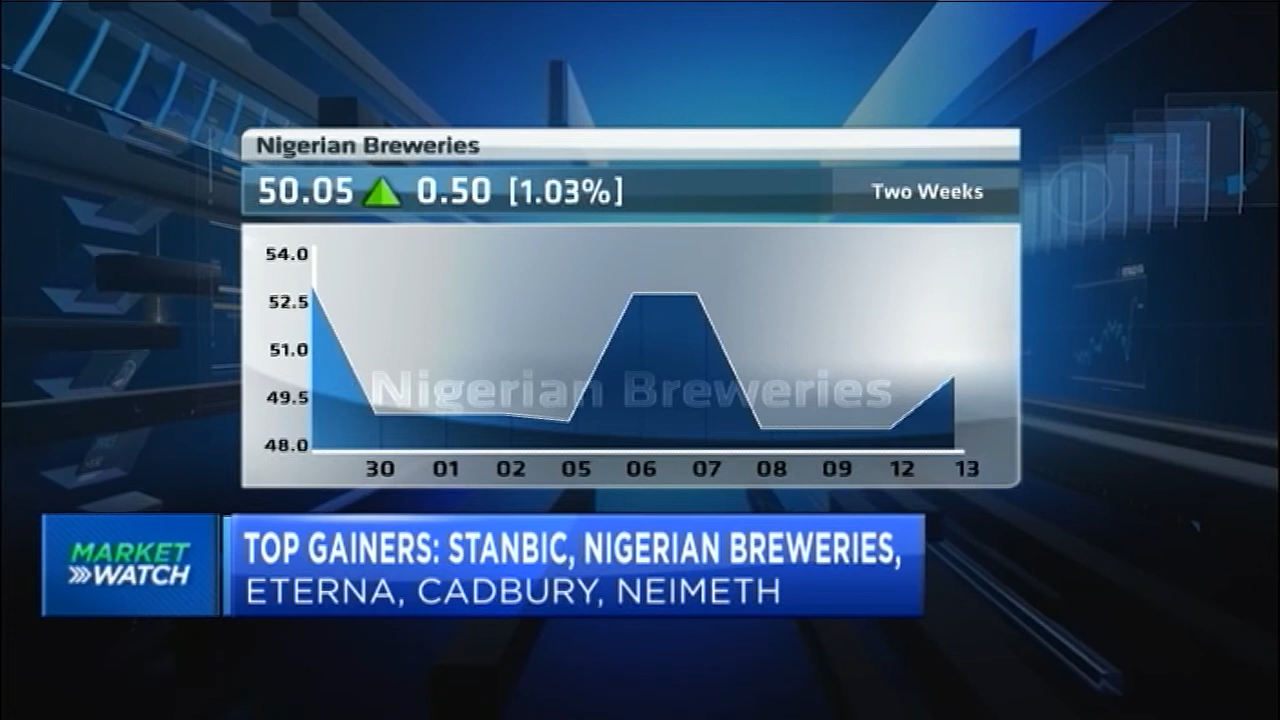 Nigerian Breweries
50.05 0.50 [1.03%]
Two Weeks
54.0
52.5
51.0
49.5
48.0
Nigerian Breweries
30 01 02 05 06 07 08 09 12 13
MARKET
WATCH
TOP GAINERS: STANBIC, NIGERIAN BREWERIES,
ETERNA, CADBURY, NEIMETH